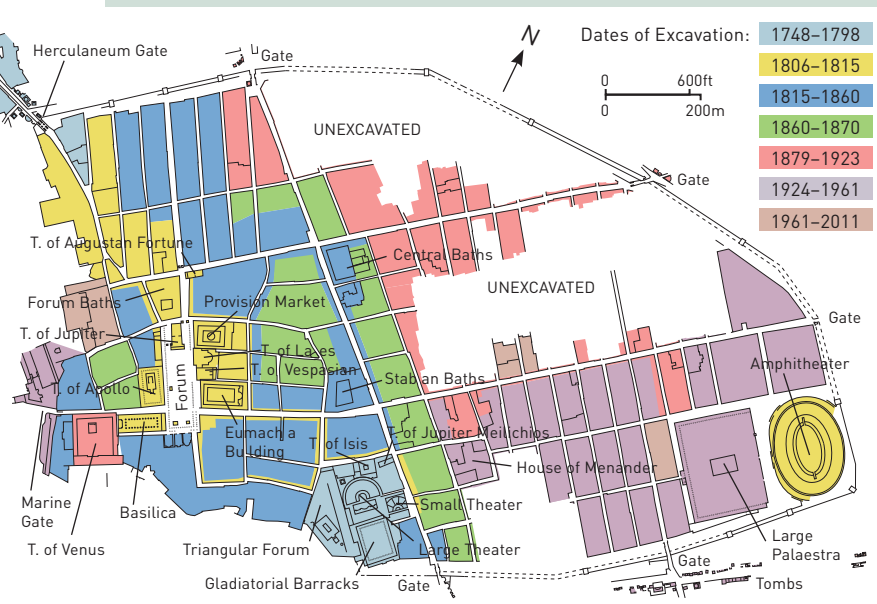 Herculaneum Gate
Gate
N
Dates of Excavation:
1748–1798
1806–1815
1815–1860
1860–1870
1879–1923
1924–1961
1961–2011
0
600ft
0
200m
UNEXCAVATED
Gate
T. of Augustan Fortune
Central Baths
UNEXCAVATED
Forum Baths
Provision Market
Gate
T. of Jupiter
T. of Lares
T. of Vespasian
Amphitheater
T. of Apollo
Forum
Stabian Baths
Eumachia
Building
T. of Isis
T. of Jupiter Meilichios
House of Menander
Marine
Gate
Basilica
Small Theater
T. of Venus
Triangular Forum
Large Theater
Large
Palaestra
Gladiatorial Barracks
Gate
Gate
Tombs